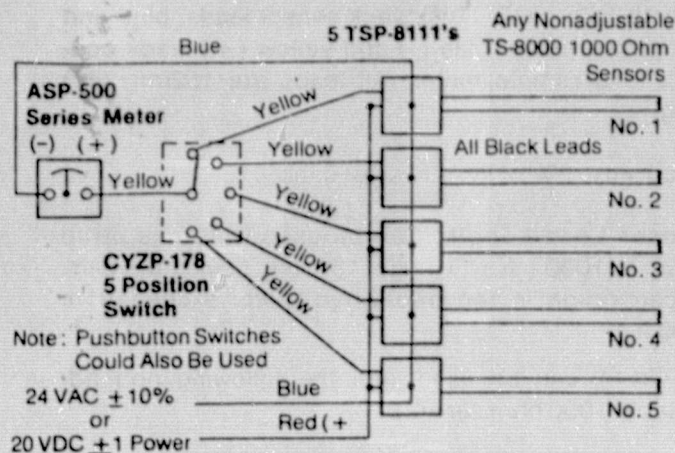 5 TSP-8111's
Any Nonadjustable
TS-8000 1000 Ohm
Sensors
Blue
ASP-500
Series Meter
(-) (+)
Yellow
Yellow
Yellow
Yellow
Yellow
Yellow
No. 1
All Black Leads
No. 2
No. 3
No. 4
No. 5
CYZP-178
5 Position
Switch
Note: Pushbutton Switches
Could Also Be Used
24 VAC ±10%
or
20 VDC ±1 Power
Blue
Red (+